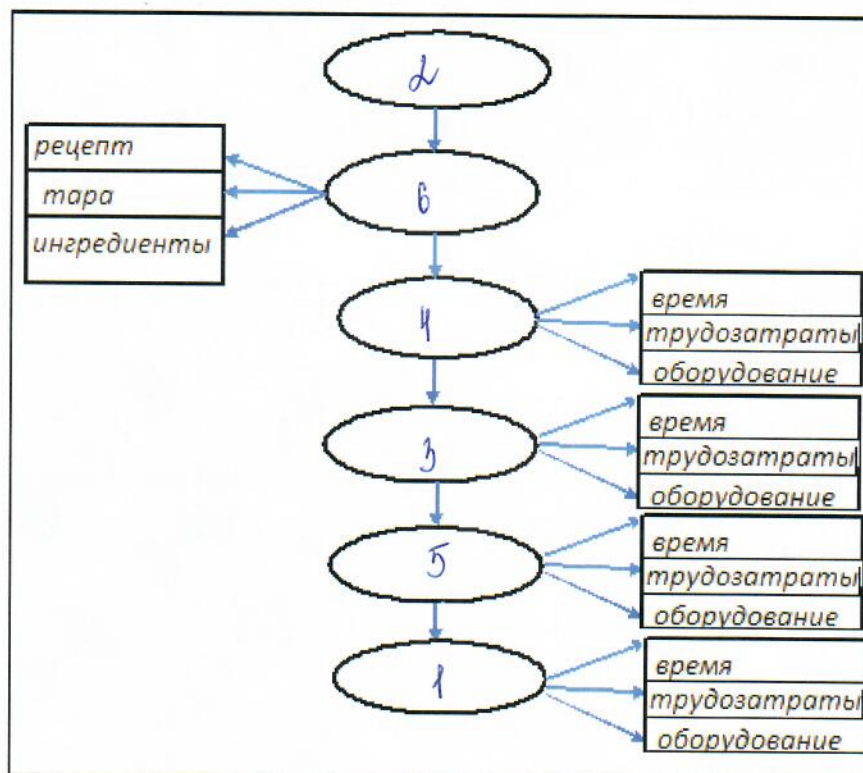 2
6
рецепт
тара
ингредиенты
4
время
трудозатраты
оборудование
3
время
трудозатраты
оборудование
5
время
трудозатраты
оборудование
1
время
трудозатраты
оборудование